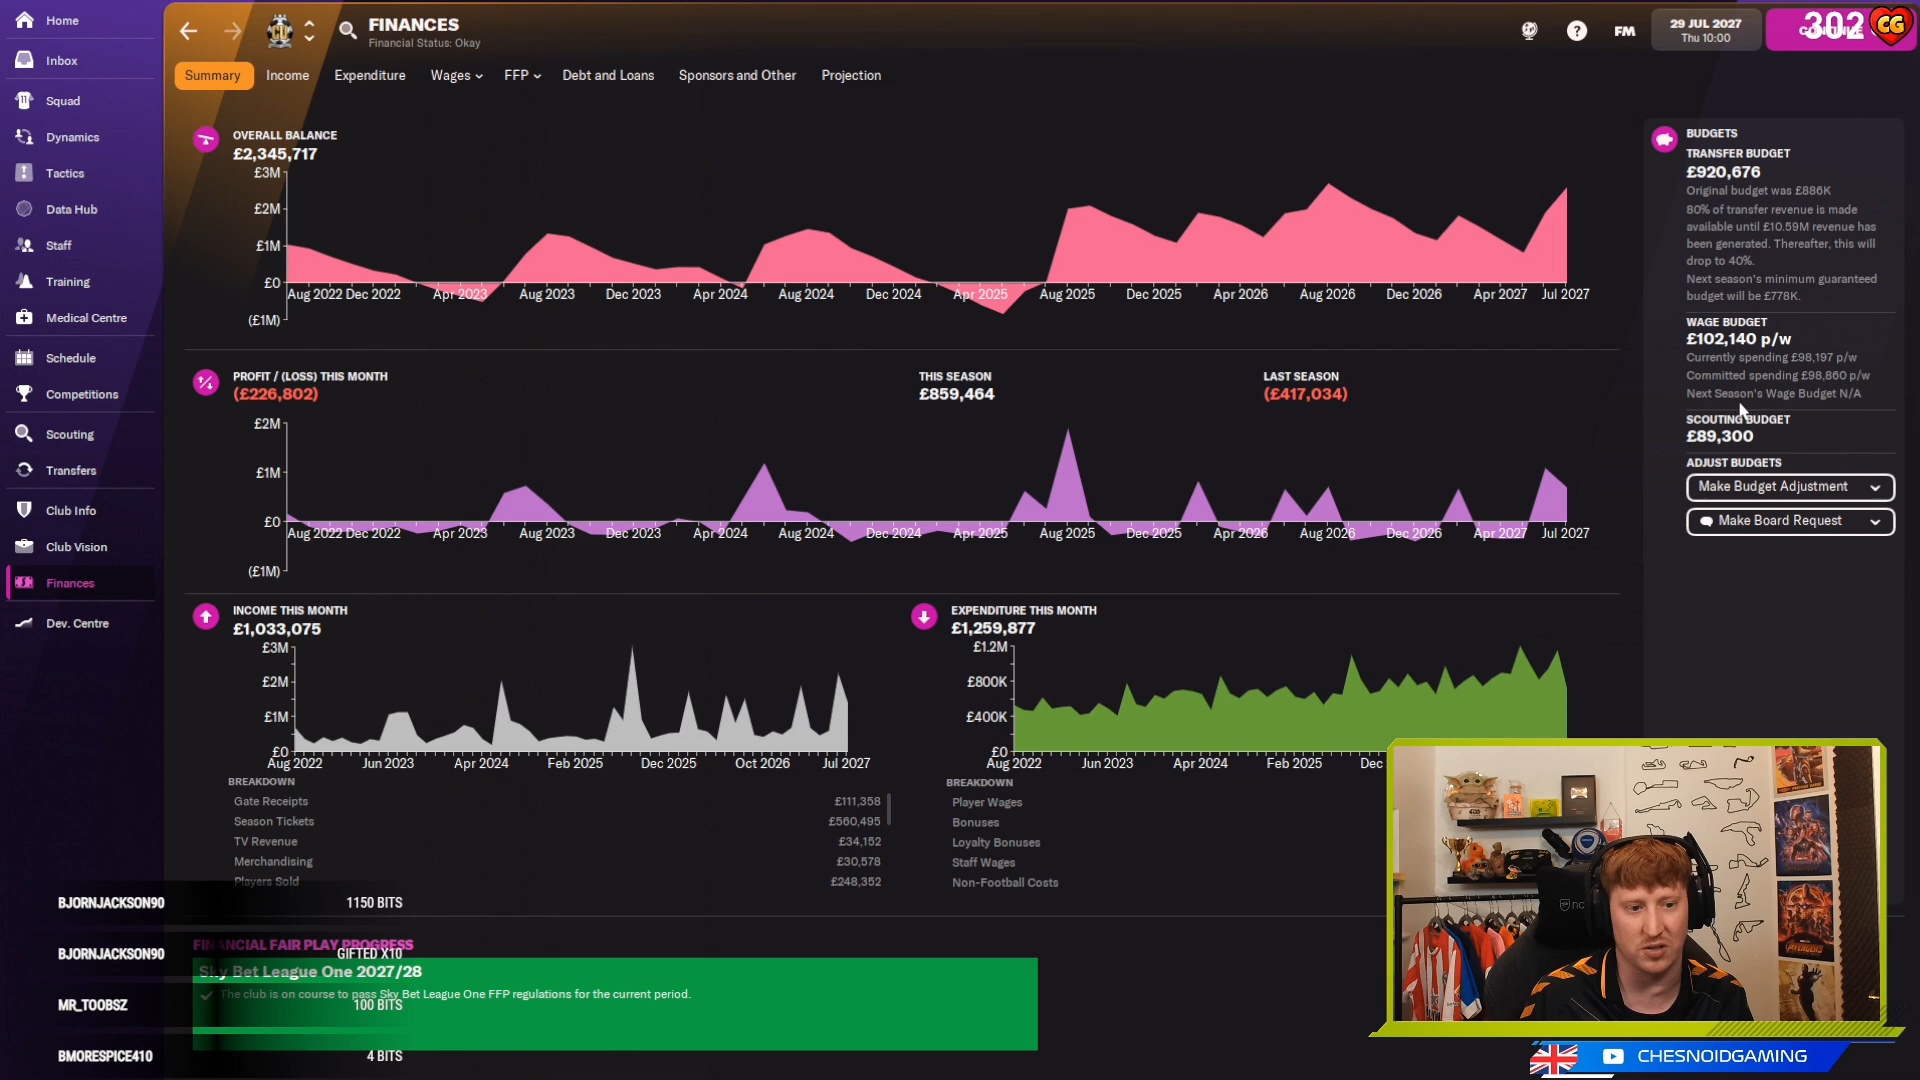 Home
Inbox
Squad
Dynamics
Tactics
Data Hub
Staff
Training
Medical Centre
Schedule
Competitions
Scouting
Transfers
Club Info
Club Vision
Finances
Dev. Centre
FINANCES
Financial Status: Okay
FM
29 JUL 2027
Thu 10:00
302
CG
Summary
Income
Expenditure
Wages
FFP
Debt and Loans
Sponsors and Other
Projection
OVERALL BALANCE
£2,345,717
£3M
£2M
£1M
£0
(£1M)
Aug 2022 Dec 2022 Apr 2023 Aug 2023 Dec 2023 Apr 2024 Aug 2024 Dec 2024 Apr 2025 Aug 2025 Dec 2025 Apr 2026 Aug 2026 Dec 2026 Apr 2027 Jul 2027
PROFIT / (LOSS) THIS MONTH
(£226,802)
THIS SEASON
£859,464
LAST SEASON
(£417,034)
£2M
£1M
£0
(£1M)
Aug 2022 Dec 2022 Apr 2023 Aug 2023 Dec 2023 Apr 2024 Aug 2024 Dec 2024 Apr 2025 Aug 2025 Dec 2025 Apr 2026 Aug 2026 Dec 2026 Apr 2027 Jul 2027
INCOME THIS MONTH
£1,033,075
£3M
£2M
£1M
£0
Aug 2022 Jun 2023 Apr 2024 Feb 2025 Dec 2025 Oct 2026 Jul 2027
BREAKDOWN
Gate Receipts £111,358
Season Tickets £560,495
TV Revenue £34,152
Merchandising £30,578
Players Sold £248,352
EXPENDITURE THIS MONTH
£1,259,877
£1.2M
£800K
£400K
£0
Aug 2022 Jun 2023 Apr 2024 Feb 2025 Dec
BREAKDOWN
Player Wages
Bonuses
Loyalty Bonuses
Staff Wages
Non-Football Costs
BUDGETS
TRANSFER BUDGET
£920,676
Original budget was £886K
80% of transfer revenue is made
available until £10.59M revenue has
been generated. Thereafter, this will
drop to 40%.
Next season's minimum guaranteed
budget will be £778K.
WAGE BUDGET
£102,140 p/w
Currently spending £98,197 p/w
Committed spending £98,860 p/w
Next Season's Wage Budget N/A
SCOUTING BUDGET
£89,300
ADJUST BUDGETS
Make Budget Adjustment
Make Board Request
FINANCIAL FAIR PLAY PROGRESS
Sky Bet League One 2027/28
The club is on course to pass Sky Bet League One FFP regulations for the current period.
BJORNJACKSON90 1150 BITS
BJORNJACKSON90 GIFTED X10
MR_TOOBSZ 100 BITS
BMORESPICE410 4 BITS
CHESNOIDGAMING